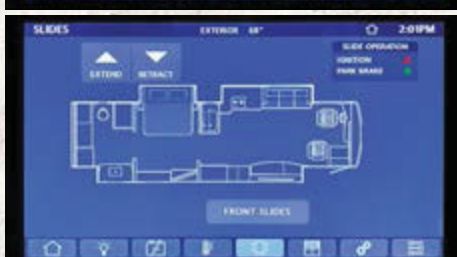 SLIDES EXTERIOR 68° 2:01PM
SLIDE OPERATION
IGNITION
PARK BRAKE
EXTEND RETRACT
FRONT SLIDES